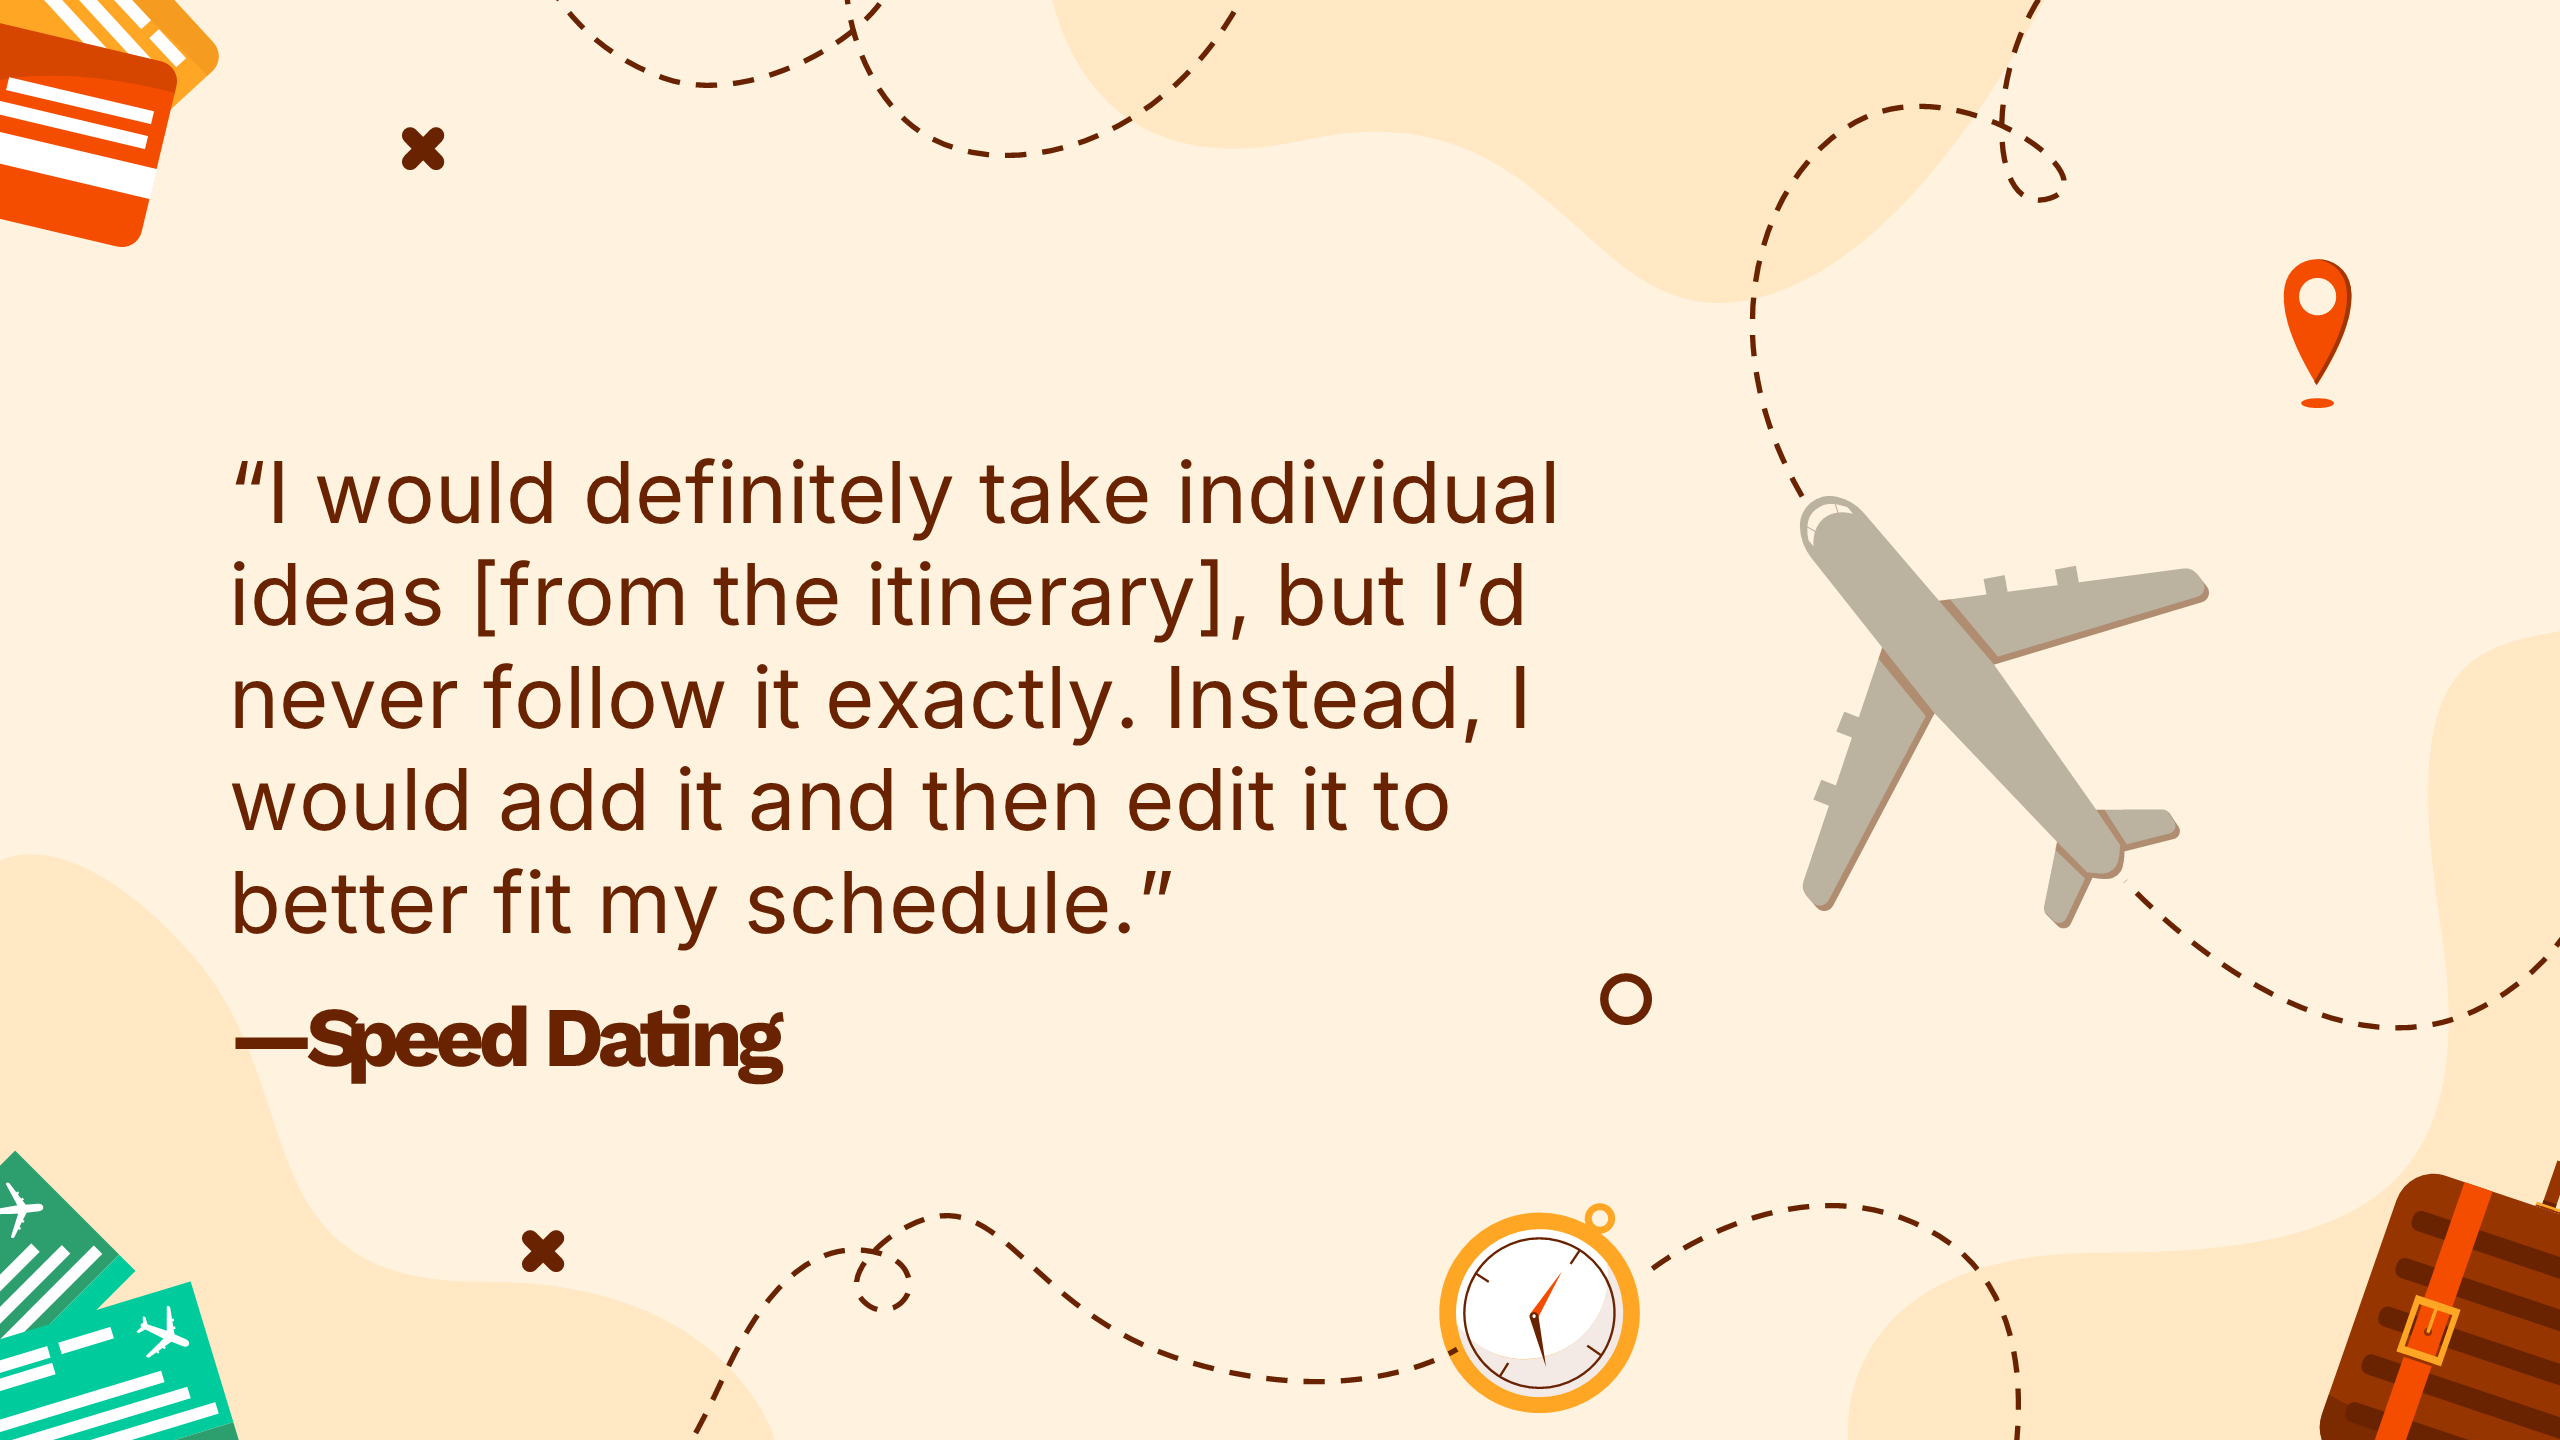 “I would definitely take individual
ideas [from the itinerary], but I’d
never follow it exactly. Instead, I
would add it and then edit it to
better fit my schedule.”
—Speed Dating